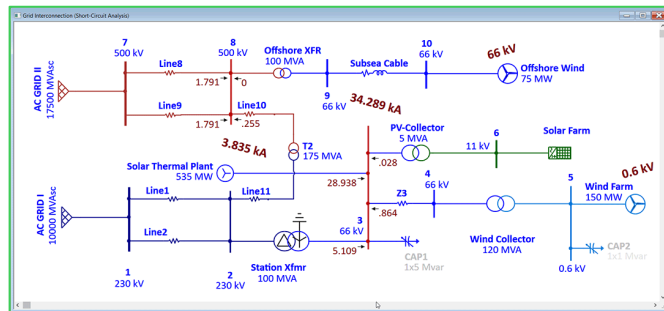 Grid Interconnection (Short-Circuit Analysis)
7
500 kV
8
500 kV
Offshore XFR
100 MVA
10
66 kV
66 kV
Line8
Subsea Cable
Offshore Wind
75 MW
AC GRID II
17500 MVAsc
1.791
0
9
66 kV
34.289 kA
Line9
1.791
Line10
.255
PV-Collector
5 MVA
6
Solar Farm
3.835 kA
T2
175 MVA
11 kV
.028
Solar Thermal Plant
535 MW
28.938
4
66 kV
5
0.6 kV
Wind Farm
150 MW
AC GRID I
10000 MVAsc
Line1
Line11
Z3
.864
3
66 kV
Line2
5.109
CAP1
1x5 Mvar
Wind Collector
120 MVA
CAP2
1x1 Mvar
1
230 kV
2
230 kV
Station Xfmr
100 MVA
0.6 kV